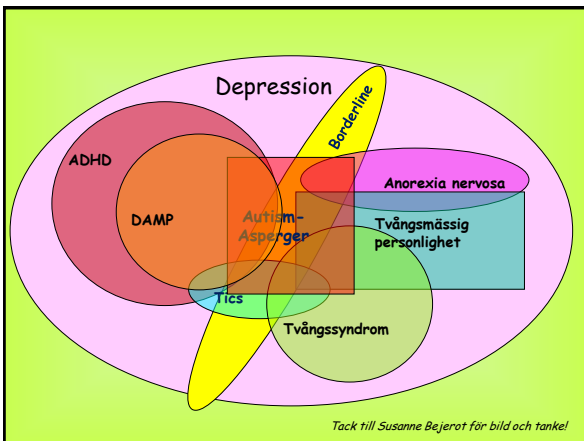 Depression
Borderline
ADHD
Anorexia nervosa
DAMP
Autism-
Asperger
Tvångsmässig
personlighet
Tics
Tvångssyndrom
Tack till Susanne Bejerot för bild och tanke!